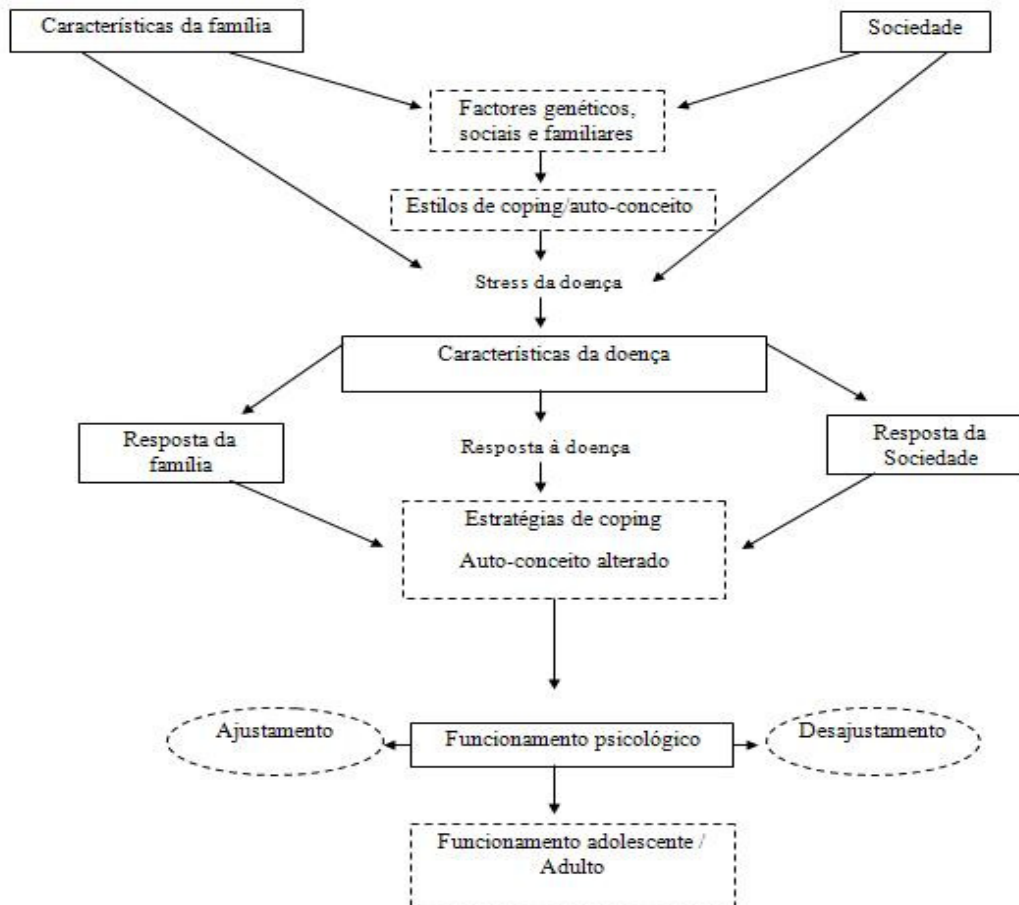 Características da família
Sociedade
Factores genéticos,
sociais e familiares
Estilos de coping/auto-conceito
Stress da doença
Características da doença
Resposta da
família
Resposta à doença
Resposta da
Sociedade
Estratégias de coping
Auto-conceito alterado
Ajustamento
Funcionamento psicológico
Desajustamento
Funcionamento adolescente /
Adulto